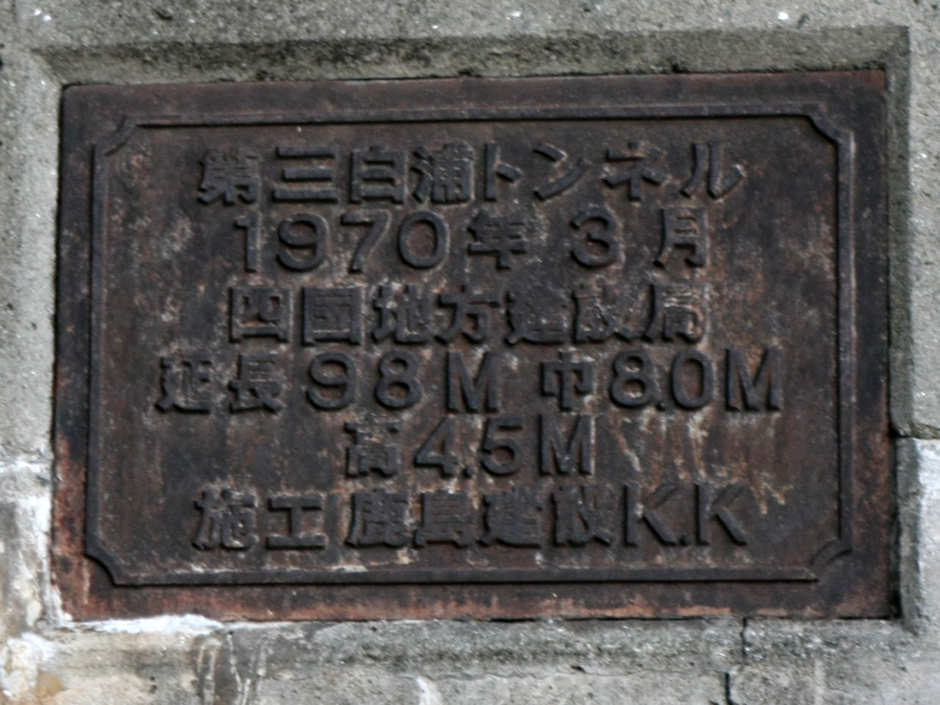 第三白浦トンネル
1970年3月
四国地方建設局
延長98M 巾8.0M
高4.5M
施工鹿島建設K.K